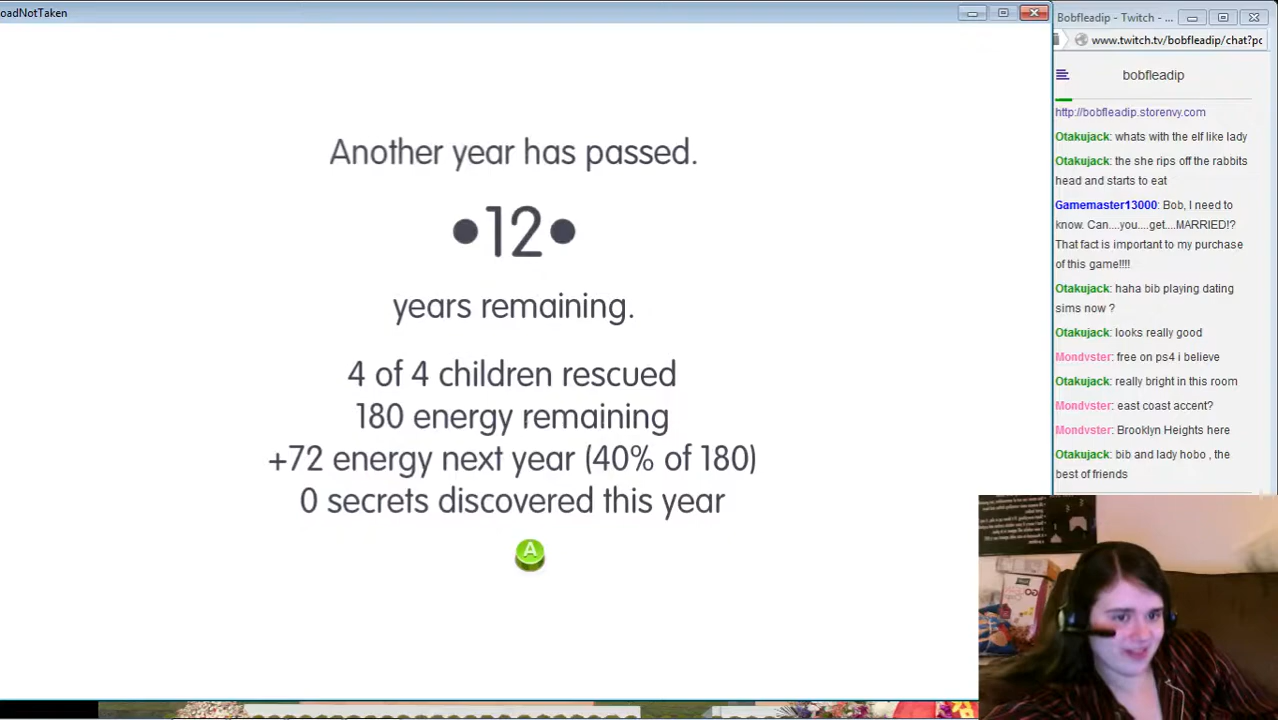 oadNotTaken
Another year has passed.
•12•
years remaining.
4 of 4 children rescued
180 energy remaining
+72 energy next year (40% of 180)
0 secrets discovered this year
A
Bobfleadip - Twitch - ...
www.twitch.tv/bobfleadip/chat?pc
bobfleadip
http://bobfleadip.storenvy.com
Otakujack: whats with the elf like lady
Otakujack: the she rips off the rabbits
head and starts to eat
Gamemaster13000: Bob, I need to
know. Can....you....get....MARRIED!?
That fact is important to my purchase
of this game!!!!
Otakujack: haha bib playing dating
sims now ?
Otakujack: looks really good
Mondvster: free on ps4 i believe
Otakujack: really bright in this room
Mondvster: east coast accent?
Mondvster: Brooklyn Heights here
Otakujack: bib and lady hobo , the
best of friends